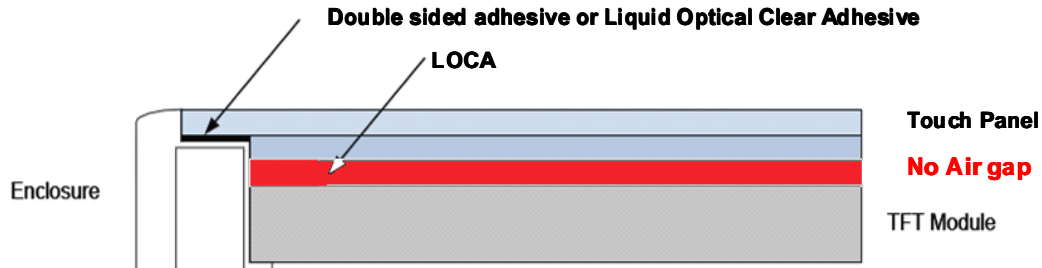 Double sided adhesive or Liquid Optical Clear Adhesive
LOCA
Touch Panel
No Air gap
Enclosure
TFT Module